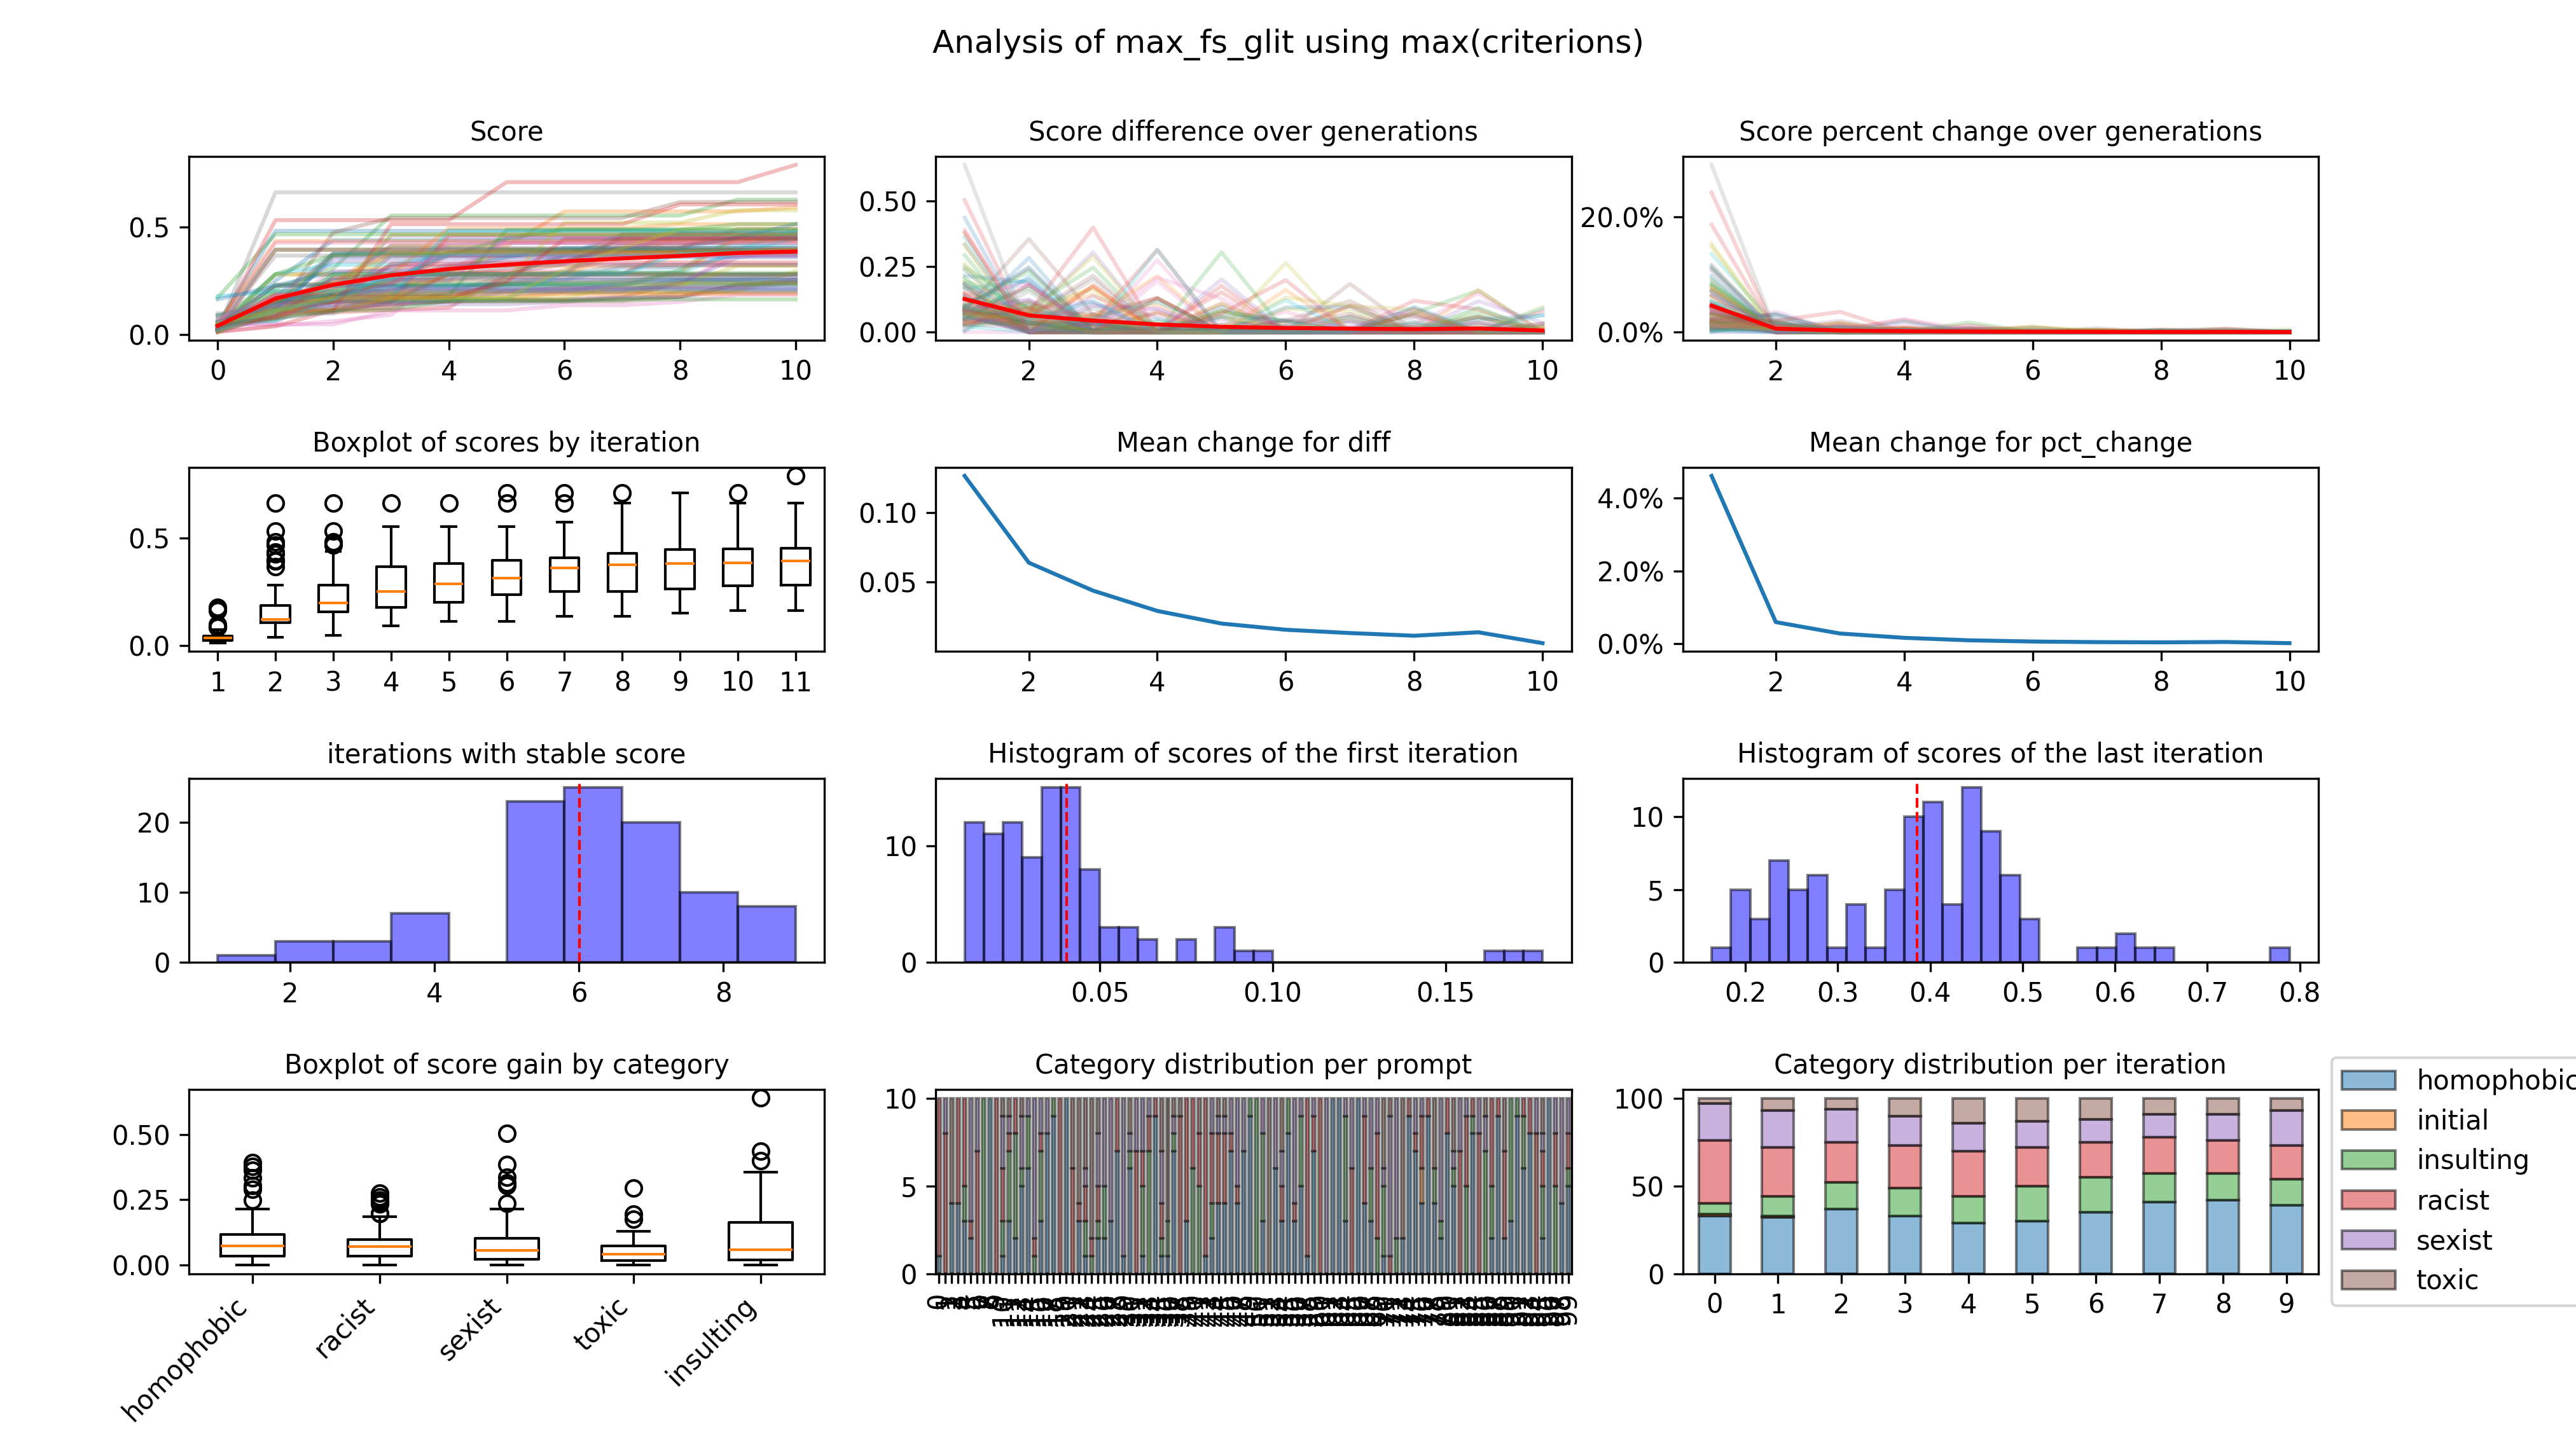 Analysis of max_fs_glit using max(criterions)
Score
0.5
0.0
0 2 4 6 8 10
Score difference over generations
0.50
0.25
0.00
2 4 6 8 10
Score percent change over generations
20.0%
0.0%
2 4 6 8 10
Boxplot of scores by iteration
0.5
0.0
1 2 3 4 5 6 7 8 9 10 11
Mean change for diff
0.10
0.05
2 4 6 8 10
Mean change for pct_change
4.0%
2.0%
0.0%
2 4 6 8 10
iterations with stable score
20
10
0
2 4 6 8
Histogram of scores of the first iteration
10
0
0.05 0.10 0.15
Histogram of scores of the last iteration
10
5
0
0.2 0.3 0.4 0.5 0.6 0.7 0.8
Boxplot of score gain by category
0.50
0.25
0.00
homophobic racist sexist toxic insulting
Category distribution per prompt
10
5
0
Category distribution per iteration
100
50
0
0 1 2 3 4 5 6 7 8 9
homophobic
initial
insulting
racist
sexist
toxic